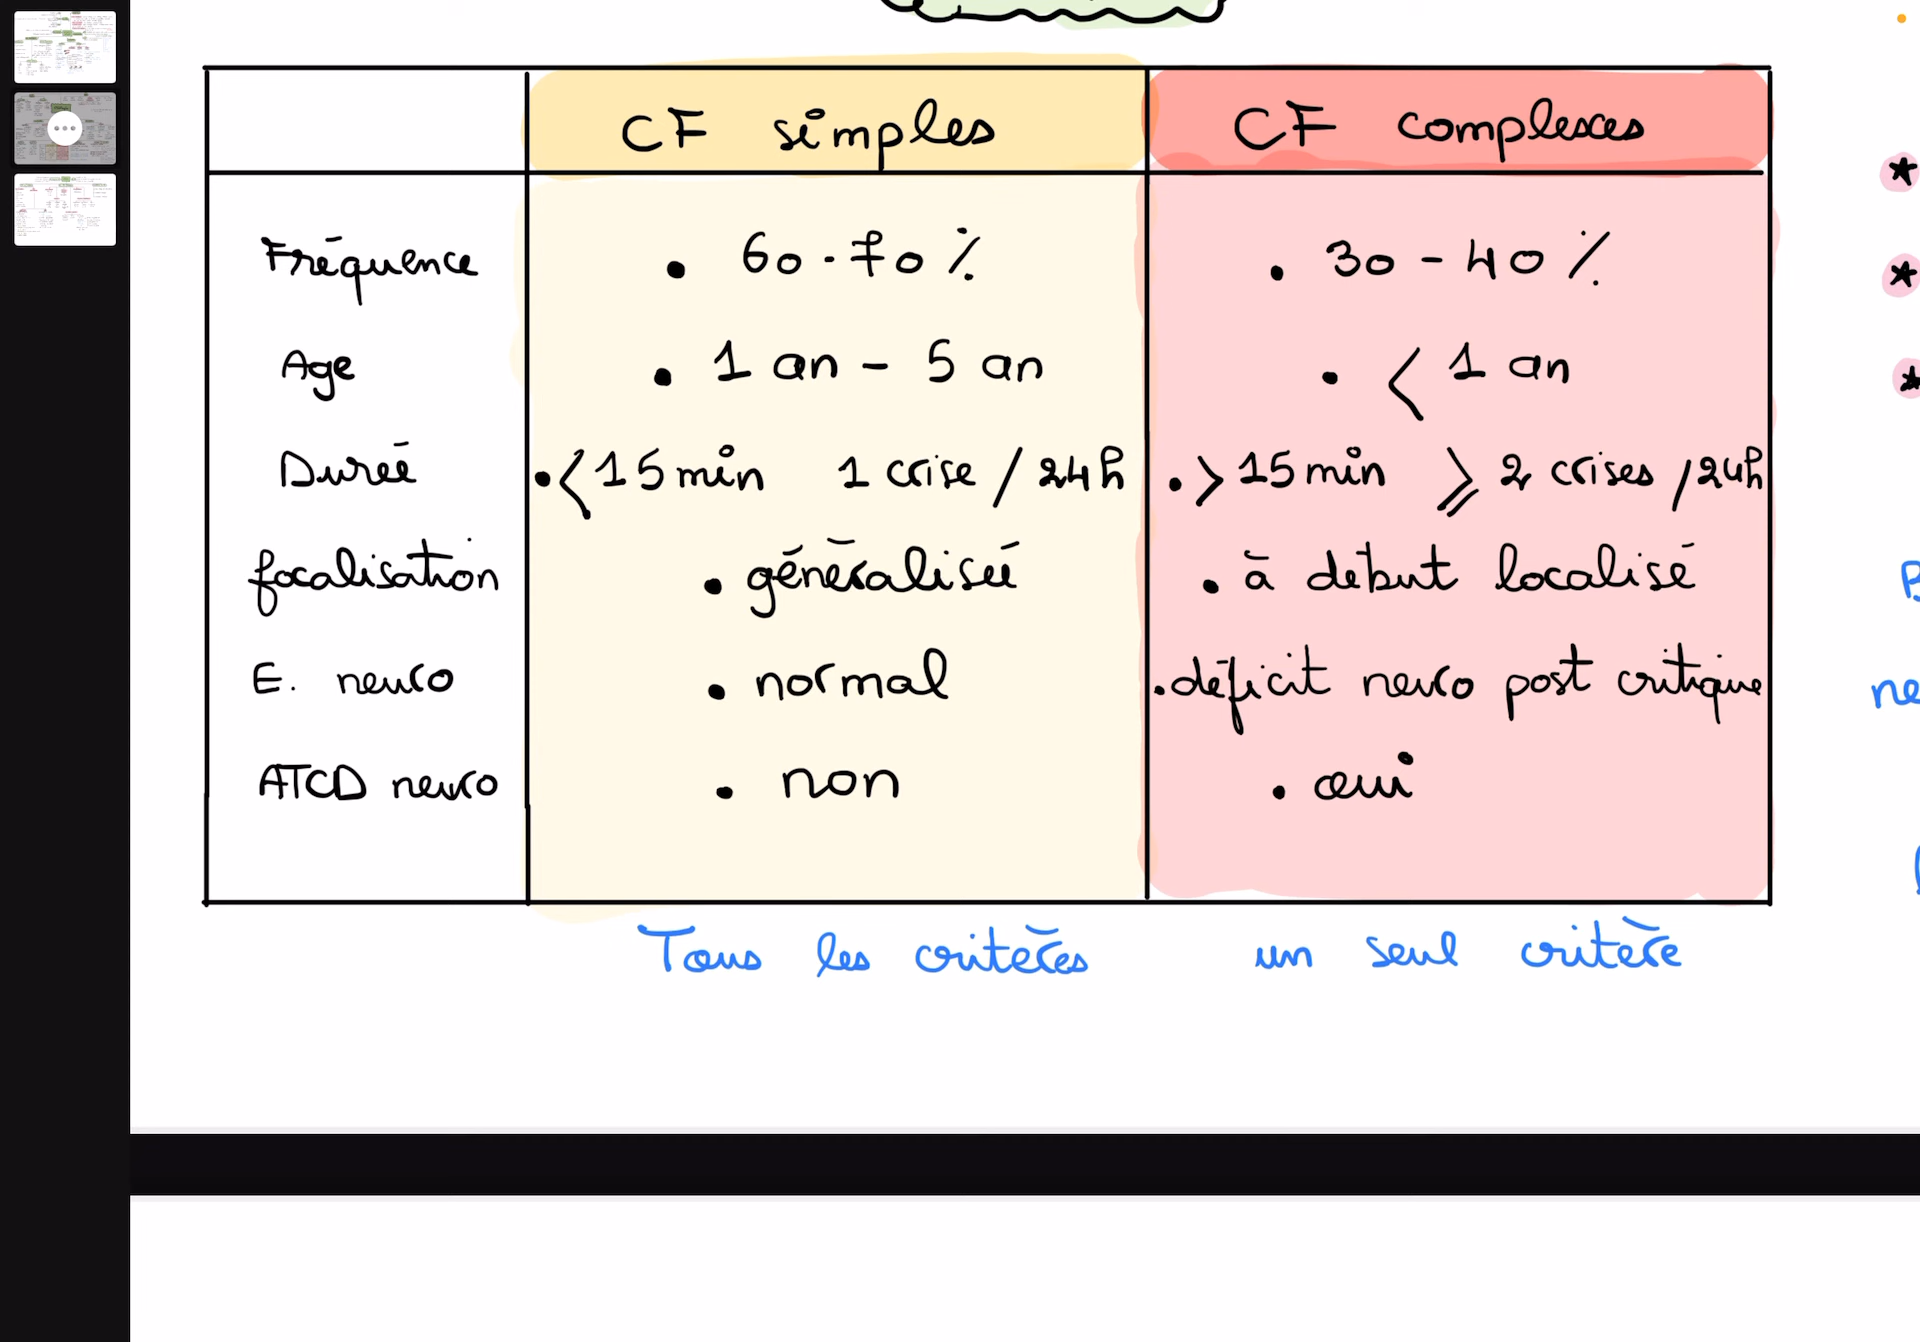 CF simples CF complexes
Fréquence • 60-70 % • 30-40 %
Age • 1 an - 5 an • < 1 an
Dureé • < 15 min 1 crise / 24h • > 15 min ⩾ 2 crises / 24h
focalisation • généraliseé • à début localisé
E. neuro • normal • déficit neuro post critique
ATCD neuro • non • oui
Tous les critères un seul critère